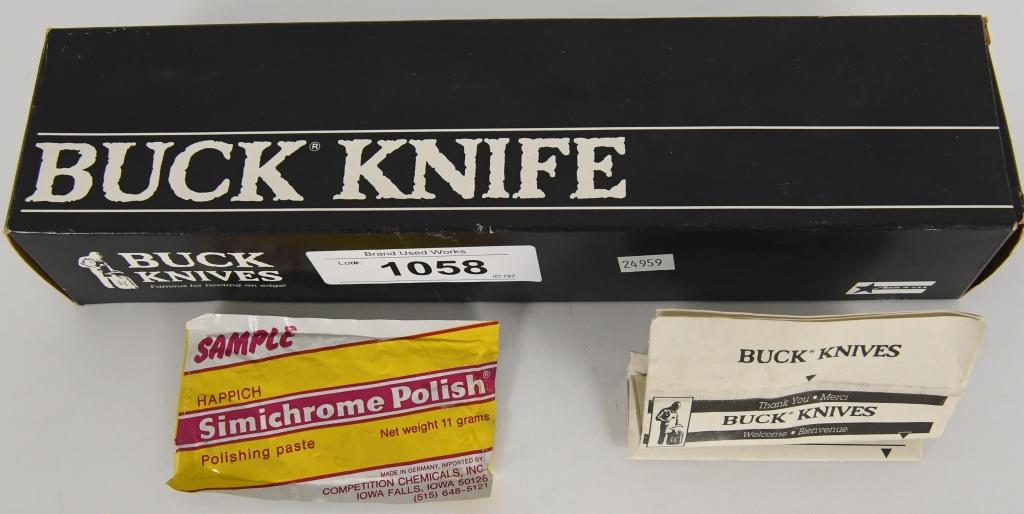 BUCK® KNIFE
BUCK
KNIVES
Famous for holding an edge!
Brand Used Works
Lot#:
1058
ID:197
24959
SAMPLE
HAPPICH
Simichrome Polish®
Polishing paste
Net weight 11 grams
MADE IN GERMANY, IMPORTED BY:
COMPETITION CHEMICALS, INC.
IOWA FALLS, IOWA 50126
(515) 648-5121
BUCK® KNIVES
Thank You • Merci
BUCK® KNIVES
Welcome • Bienvenue